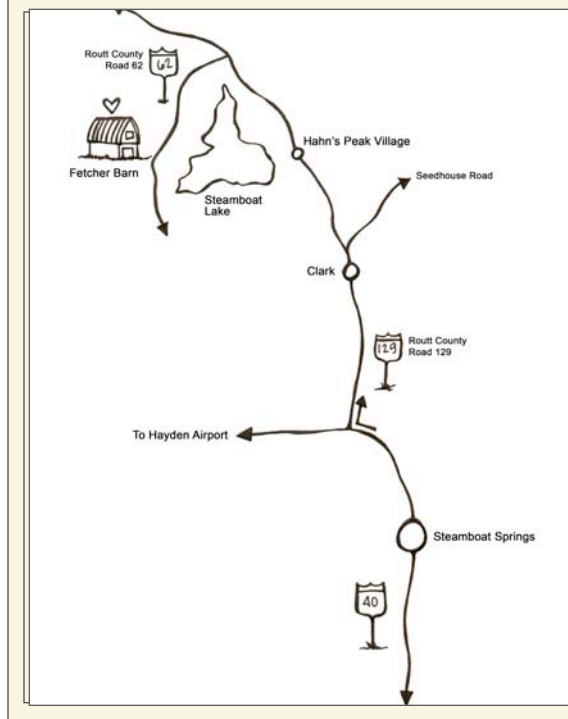 Routt County
Road 62
62
Hahn's Peak Village
Fetcher Barn
Seedhouse Road
Steamboat
Lake
Clark
129
Routt County
Road 129
To Hayden Airport
Steamboat Springs
40